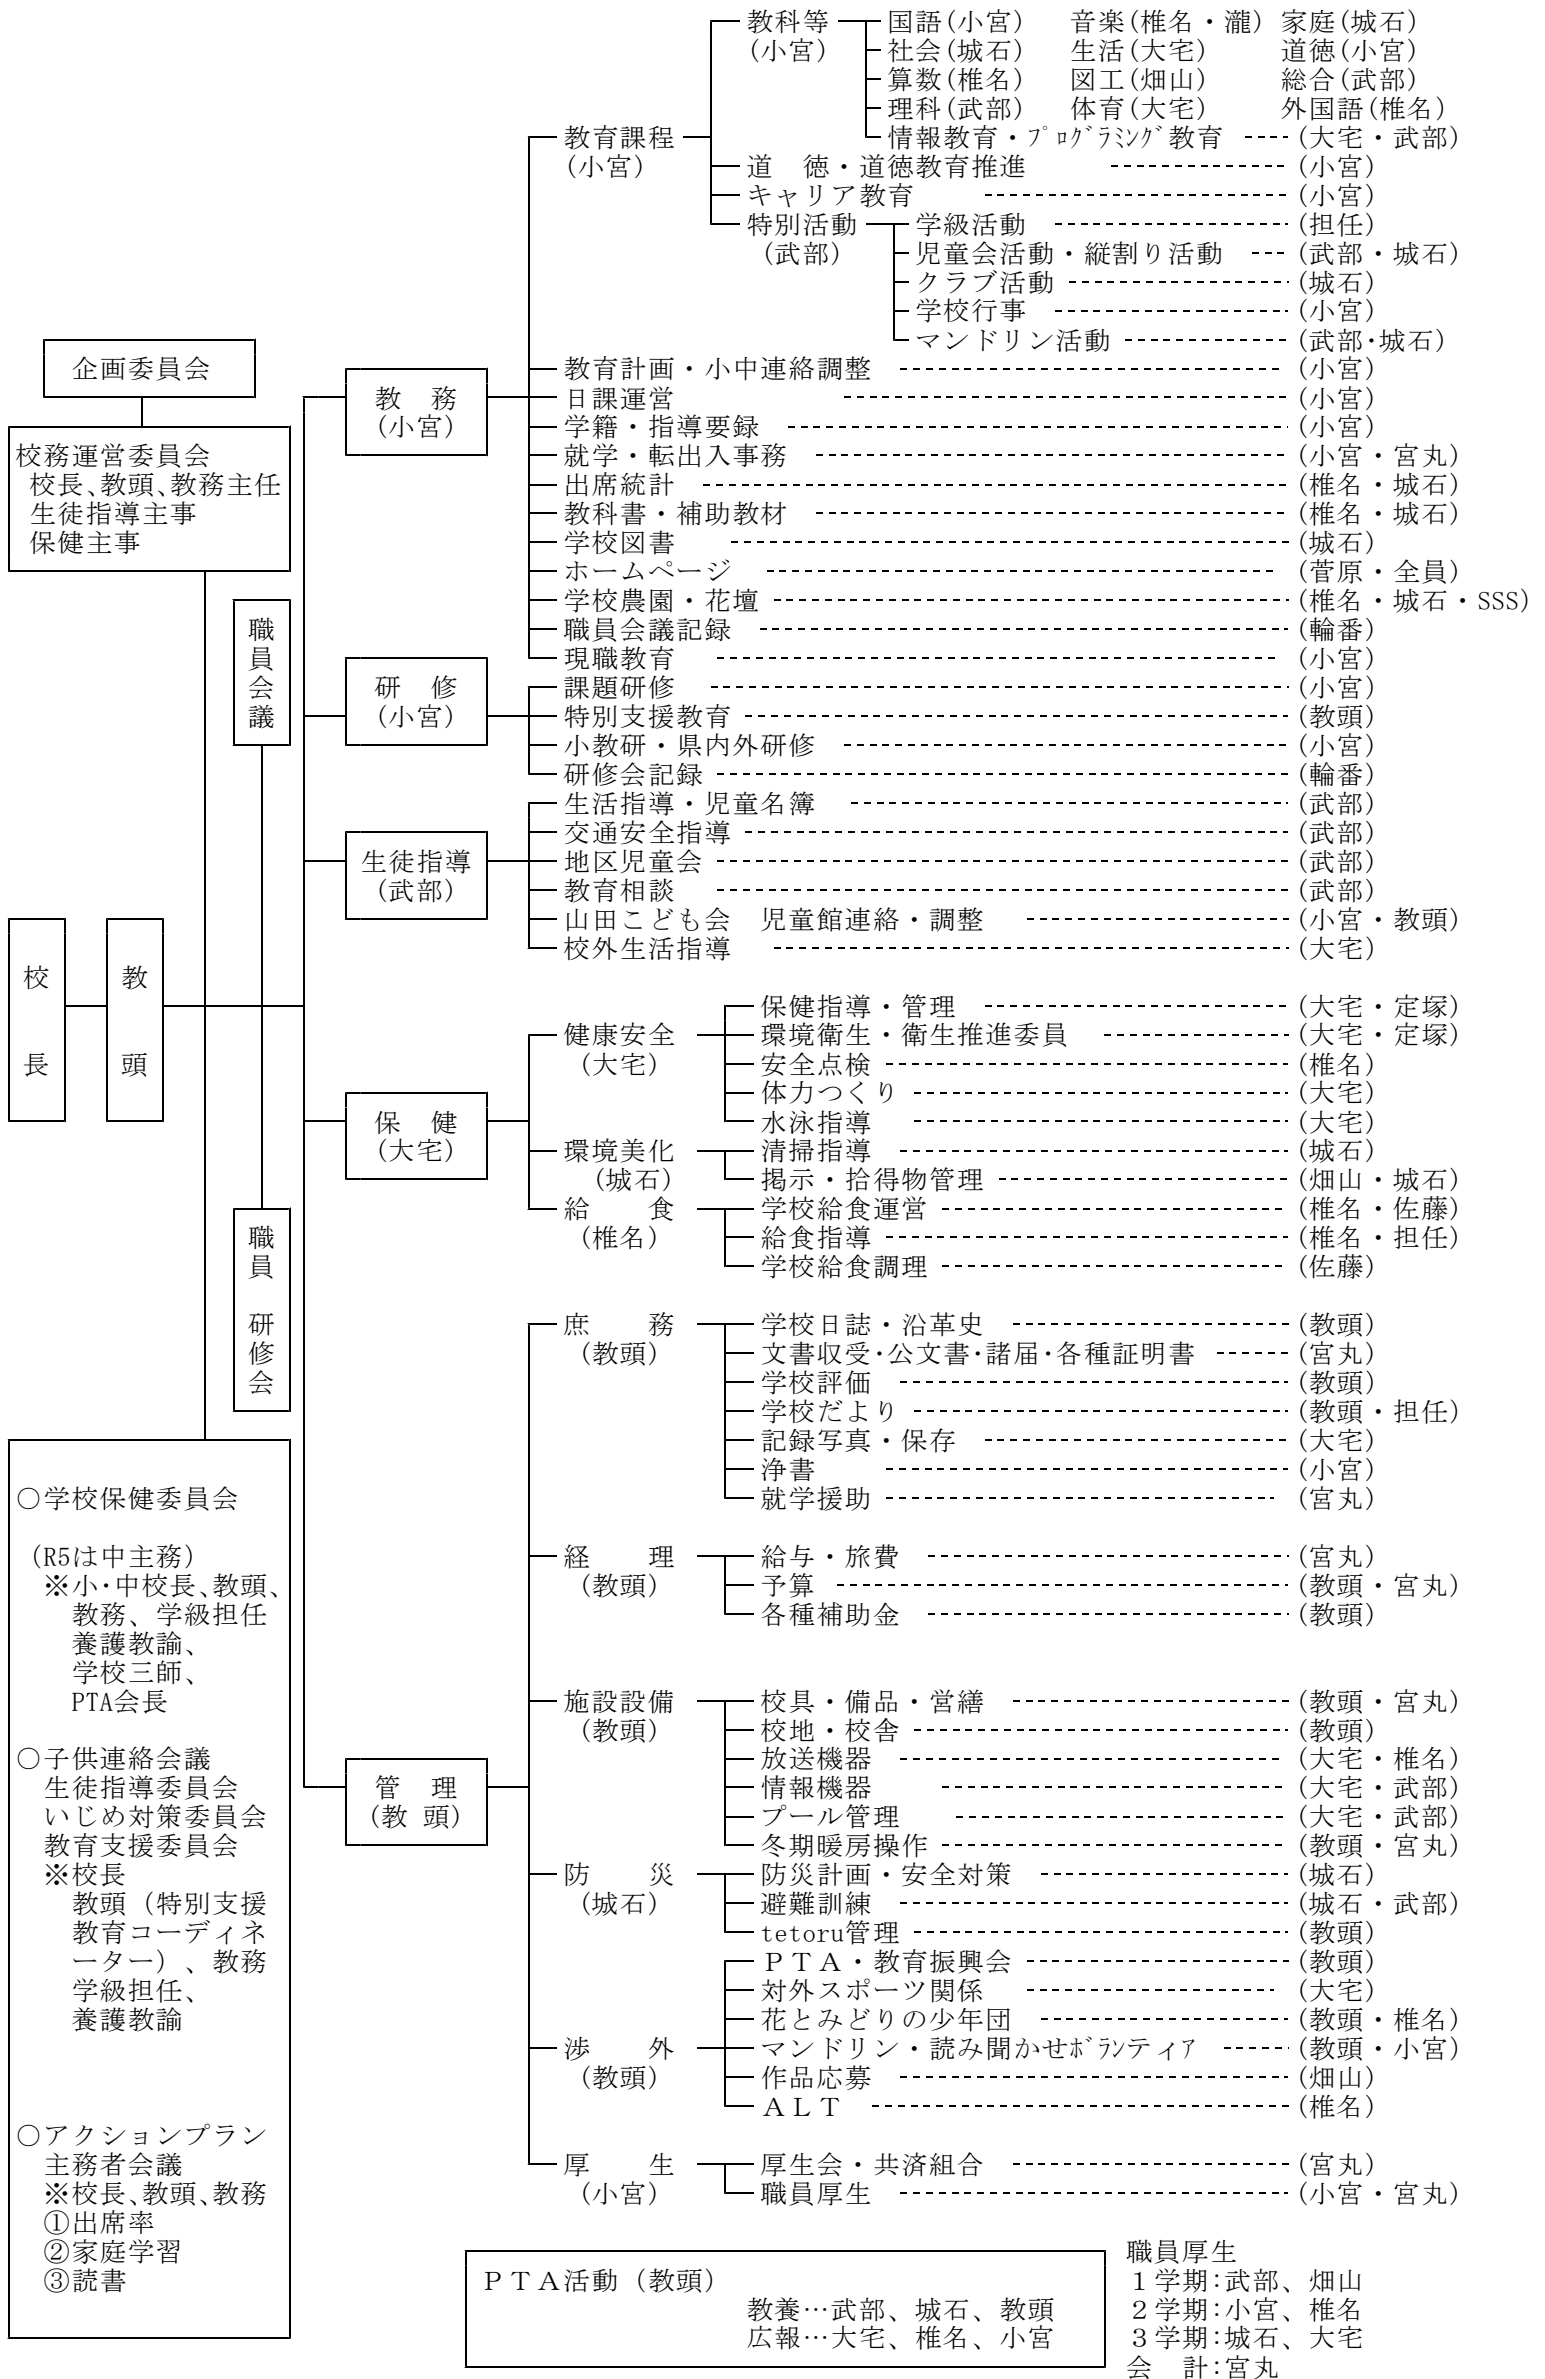 教科等 国語(小宮) 音楽(椎名・瀧) 家庭(城石)
(小宮) 社会(城石) 生活(大宅) 道徳(小宮)
算数(椎名) 図工(畑山) 総合(武部)
理科(武部) 体育(大宅) 外国語(椎名)
教育課程 情報教育・ﾌﾟﾛｸﾞﾗﾐﾝｸﾞ教育 (大宅・武部)
(小宮) 道 徳・道徳教育推進 (小宮)
キャリア教育 (小宮)
特別活動 学級活動 (担任)
(武部) 児童会活動・縦割り活動 (武部・城石)
クラブ活動 (城石)
学校行事 (小宮)
マンドリン活動 (武部・城石)
企画委員会
校務運営委員会
校長、教頭、教務主任
生徒指導主事
保健主事
教 務
(小宮)
教育計画・小中連絡調整 (小宮)
日課運営 (小宮)
学籍・指導要録 (小宮)
就学・転出入事務 (小宮・宮丸)
出席統計 (椎名・城石)
教科書・補助教材 (椎名・城石)
学校図書 (城石)
ホームページ (菅原・全員)
学校農園・花壇 (椎名・城石・SSS)
職員会議記録 (輪番)
現職教育 (小宮)
職員会議
研 修
(小宮)
課題研修 (小宮)
特別支援教育 (教頭)
小教研・県内外研修 (小宮)
研修会記録 (輪番)
生徒指導
(武部)
生活指導・児童名簿 (武部)
交通安全指導 (武部)
地区児童会 (武部)
教育相談 (武部)
山田こども会 児童館連絡・調整 (小宮・教頭)
校外生活指導 (大宅)
校長
教頭
保 健
(大宅)
健康安全
(大宅)
保健指導・管理 (大宅・定塚)
環境衛生・衛生推進委員 (大宅・定塚)
安全点検 (椎名)
体力つくり (大宅)
水泳指導 (大宅)
環境美化
(城石)
清掃指導 (城石)
掲示・拾得物管理 (畑山・城石)
給 食
(椎名)
学校給食運営 (椎名・佐藤)
給食指導 (椎名・担任)
学校給食調理 (佐藤)
職員 研修会
○学校保健委員会
(R5は中主務)
※小・中校長、教頭、
教務、学級担任
養護教諭、
学校三師、
PTA会長
○子供連絡会議
生徒指導委員会
いじめ対策委員会
教育支援委員会
※校長
教頭（特別支援
教育コーディネ
ーター）、教務
学級担任、
養護教諭
○アクションプラン
主務者会議
※校長、教頭、教務
①出席率
②家庭学習
③読書
管 理
(教 頭)
庶 務
(教頭)
学校日誌・沿革史 (教頭)
文書収受・公文書・諸届・各種証明書 (宮丸)
学校評価 (教頭)
学校だより (教頭・担任)
記録写真・保存 (大宅)
浄書 (小宮)
就学援助 (宮丸)
経 理
(教頭)
給与・旅費 (宮丸)
予算 (教頭・宮丸)
各種補助金 (教頭)
施設設備
(教頭)
校具・備品・営繕 (教頭・宮丸)
校地・校舎 (教頭)
放送機器 (大宅・椎名)
情報機器 (大宅・武部)
プール管理 (大宅・武部)
冬期暖房操作 (教頭・宮丸)
防 災
(城石)
防災計画・安全対策 (城石)
避難訓練 (城石・武部)
tetoru管理 (教頭)
渉 外
(教頭)
ＰＴＡ・教育振興会 (教頭)
対外スポーツ関係 (大宅)
花とみどりの少年団 (教頭・椎名)
マンドリン・読み聞かせﾎﾞﾗﾝﾃｨｱ (教頭・小宮)
作品応募 (畑山)
ＡＬＴ (椎名)
厚 生
(小宮)
厚生会・共済組合 (宮丸)
職員厚生 (小宮・宮丸)
ＰＴＡ活動（教頭）
教養…武部、城石、教頭
広報…大宅、椎名、小宮
職員厚生
１学期：武部、畑山
２学期：小宮、椎名
３学期：城石、大宅
会 計：宮丸